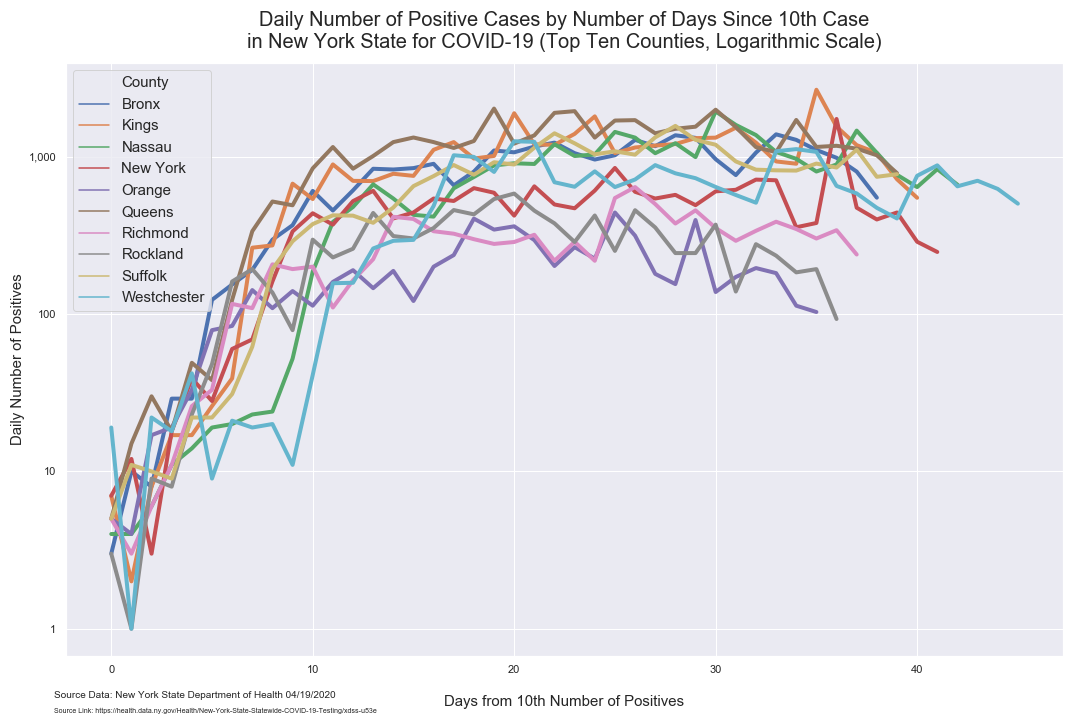 Daily Number of Positive Cases by Number of Days Since 10th Case
in New York State for COVID-19 (Top Ten Counties, Logarithmic Scale)
County
Bronx
Kings
Nassau
New York
Orange
Queens
Richmond
Rockland
Suffolk
Westchester
Daily Number of Positives
1,000
100
10
1
0 10 20 30 40
Days from 10th Number of Positives
Source Data: New York State Department of Health 04/19/2020
Source Link: https://health.data.ny.gov/Health/New-York-State-Statewide-COVID-19-Testing/xdss-u53e